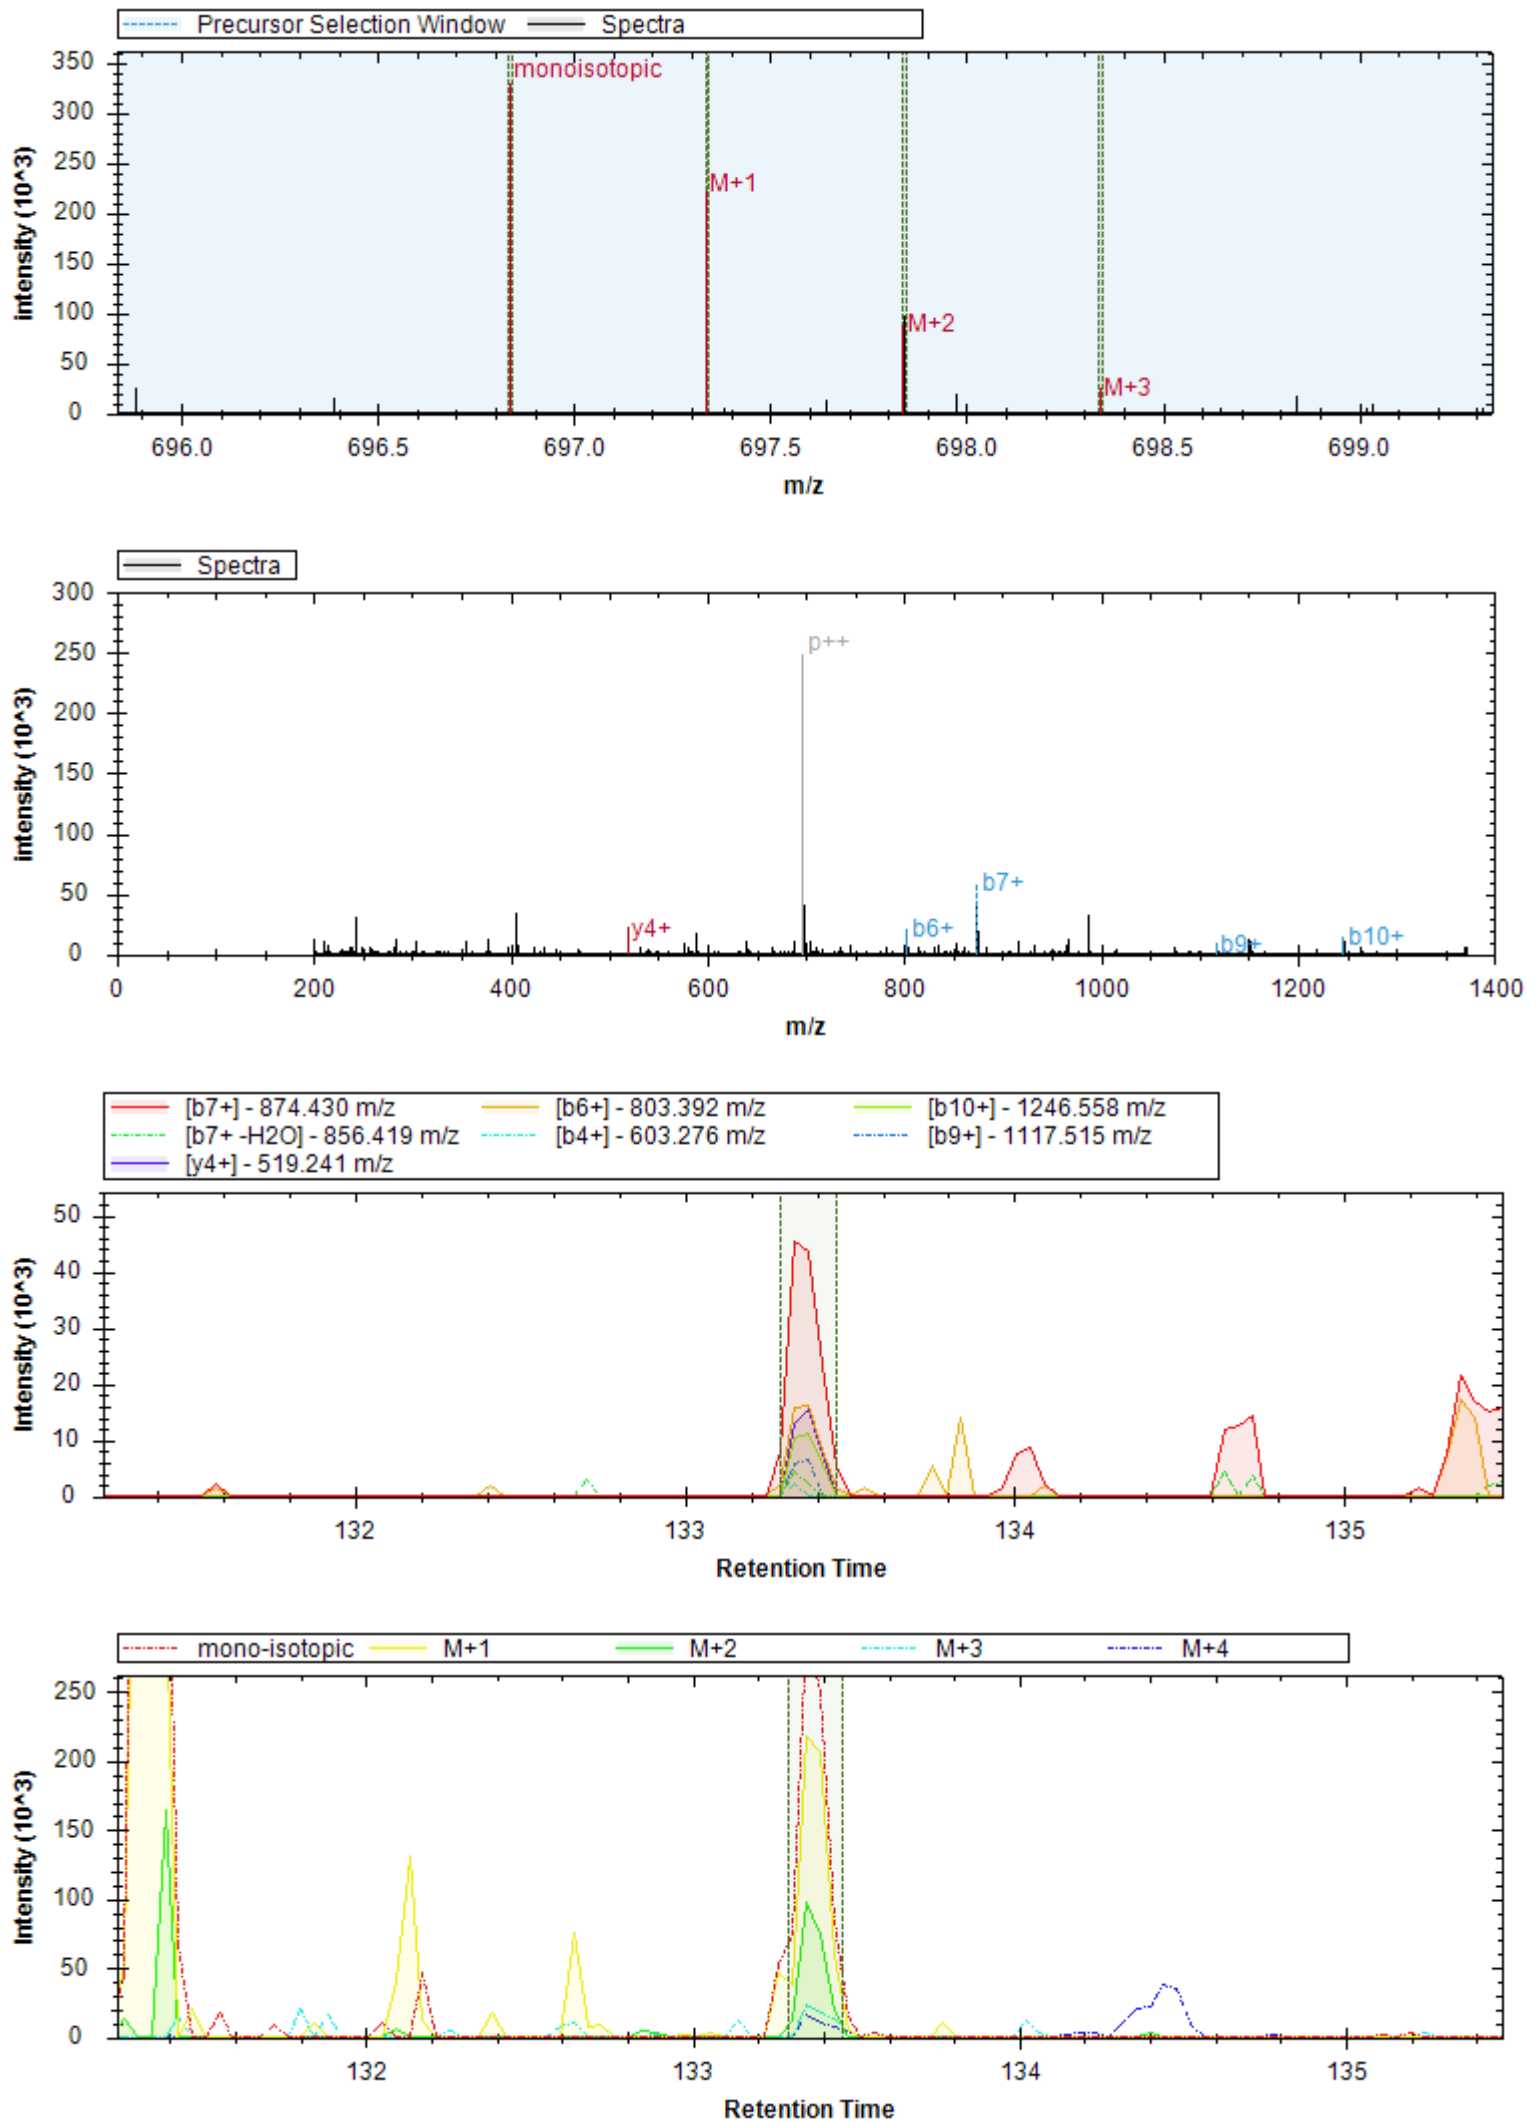 Precursor Selection Window Spectra
350
300
250
200
150
100
50
0
intensity (10^3)
monoisotopic
M+1
M+2
M+3
696.0 696.5 697.0 697.5 698.0 698.5 699.0
m/z
Spectra
300
250
200
150
100
50
0
intensity (10^3)
p++
b7+
y4+ b6+ b9+ b10+
0 200 400 600 800 1000 1200 1400
m/z
[b7+] - 874.430 m/z [b6+] - 803.392 m/z [b10+] - 1246.558 m/z
[b7+ -H2O] - 856.419 m/z [b4+] - 603.276 m/z [b9+] - 1117.515 m/z
[y4+] - 519.241 m/z
50
40
30
20
10
0
Intensity (10^3)
132 133 134 135
Retention Time
mono-isotopic M+1 M+2 M+3 M+4
250
200
150
100
50
0
Intensity (10^3)
132 133 134 135
Retention Time